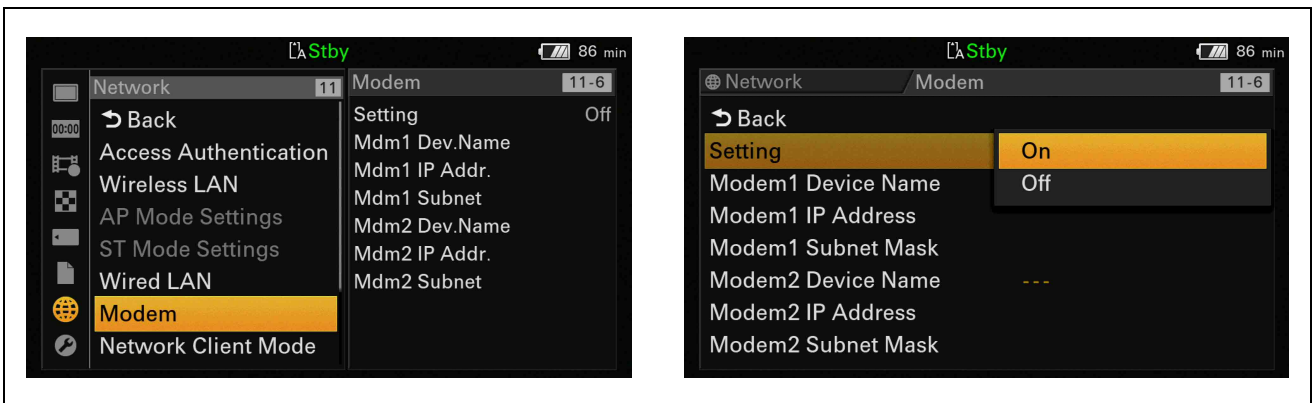 Stby
86 min
Network 11
Back
Access Authentication
Wireless LAN
AP Mode Settings
ST Mode Settings
Wired LAN
Modem
Network Client Mode
00:00
Modem 11-6
Setting Off
Mdm1 Dev.Name
Mdm1 IP Addr.
Mdm1 Subnet
Mdm2 Dev.Name
Mdm2 IP Addr.
Mdm2 Subnet
Stby
86 min
Network Modem 11-6
Back
Setting On
Off
Modem1 Device Name
Modem1 IP Address
Modem1 Subnet Mask
Modem2 Device Name ---
Modem2 IP Address
Modem2 Subnet Mask